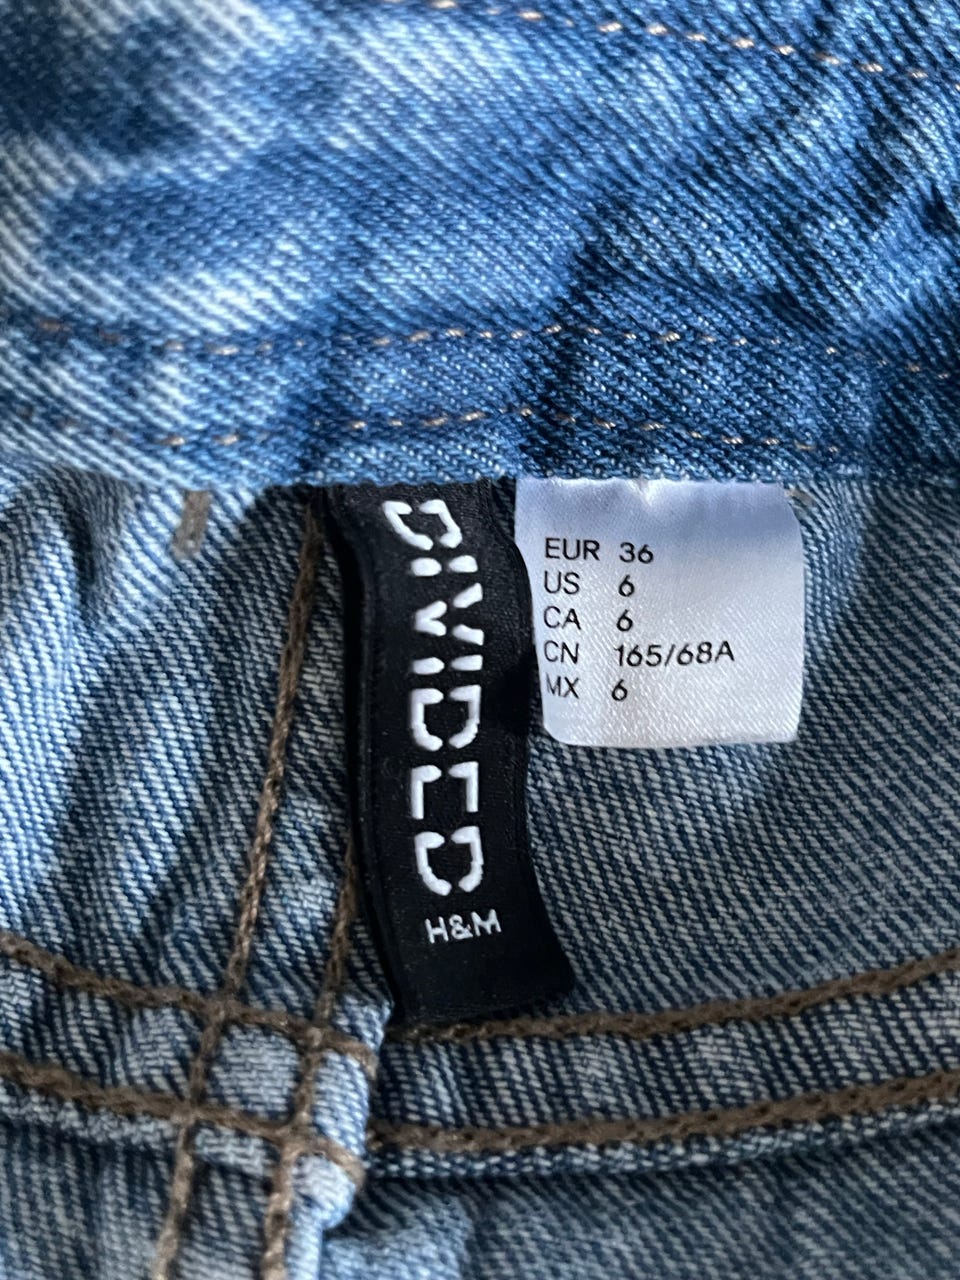 DIVIDED
H&M
EUR 36
US 6
CA 6
CN 165/68A
MX 6